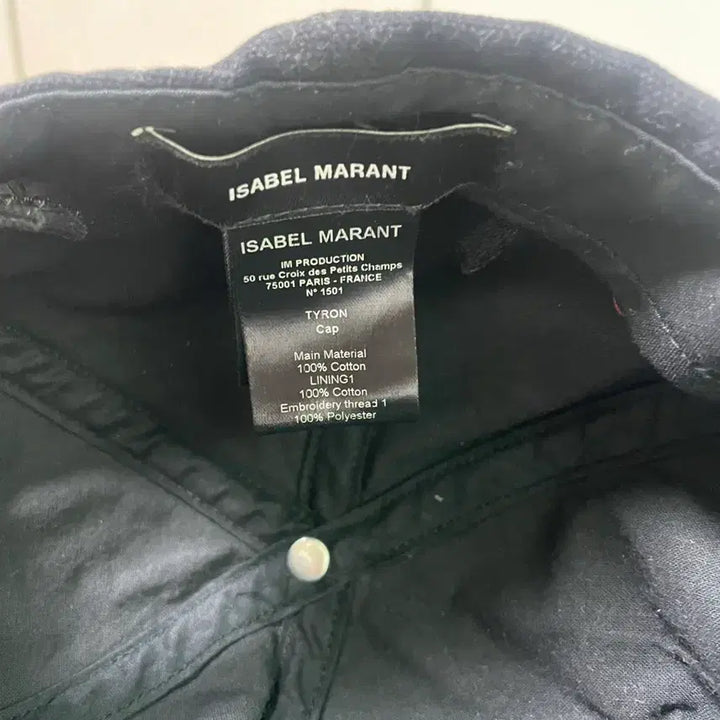 ISABEL MARANT
ISABEL MARANT
IM PRODUCTION
50 rue Croix des Petits Champs
75001 PARIS - FRANCE
N° 1501
TYRON
Cap
Main Material
100% Cotton
LINING1
100% Cotton
Embroidery thread 1
100% Polyester